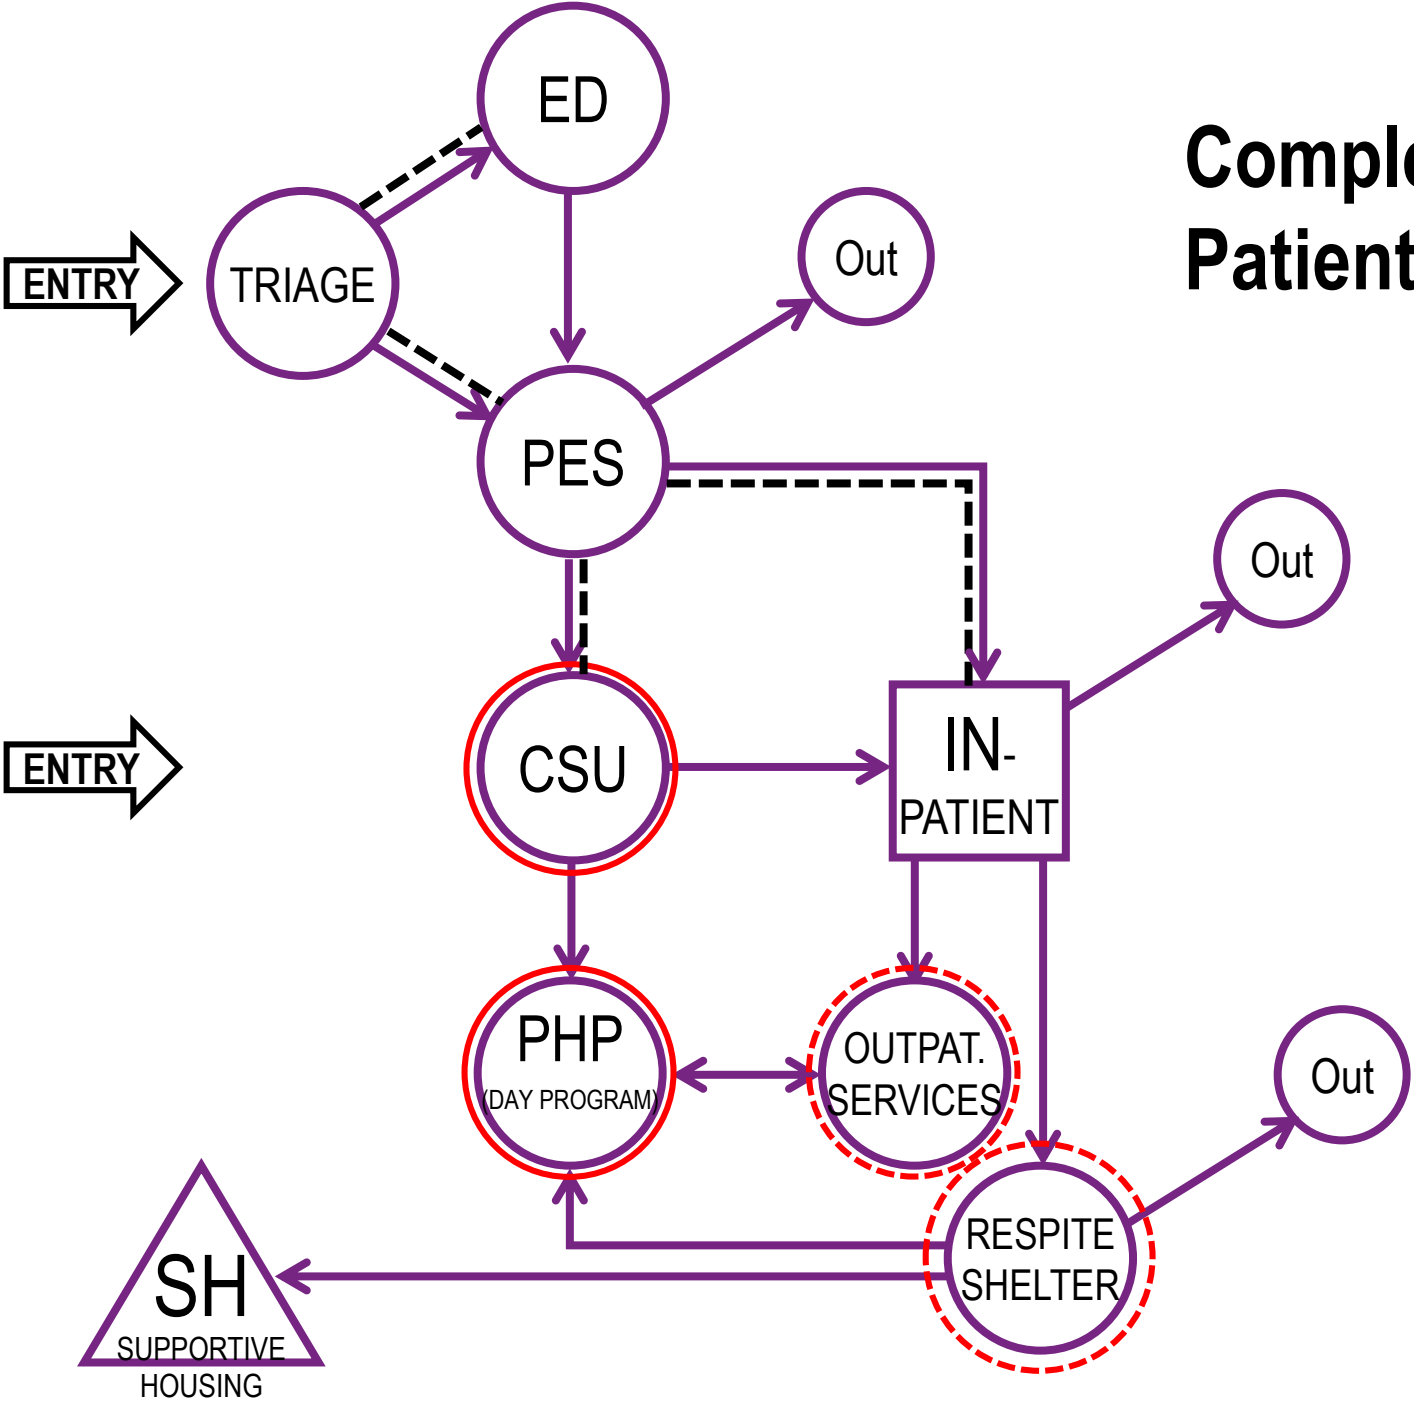 ED
Patient
Out
ENTRY
TRIAGE
PES
Out
IN-
PATIENT
ENTRY
CSU
PHP
(DAY PROGRAM)
OUTPAT.
SERVICES
Out
RESPITE
SHELTER
SH
SUPPORTIVE
HOUSING